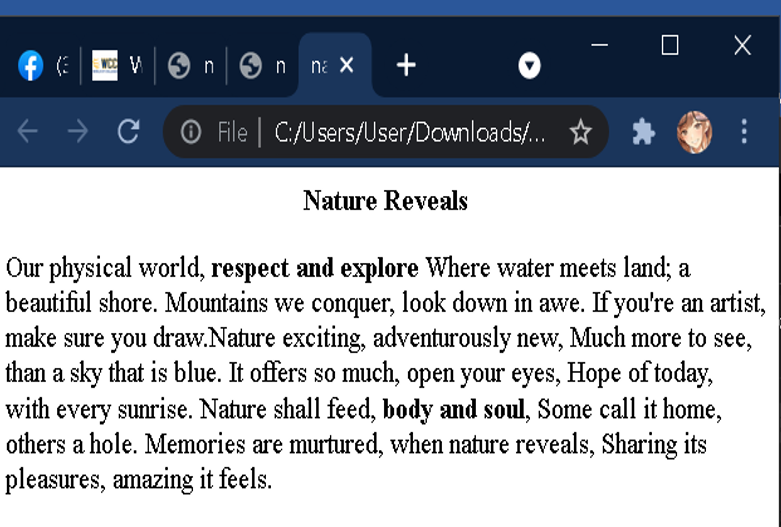 (3
WCC
W
n
n
na
File
C:/Users/User/Downloads/...
Nature Reveals
Our physical world, respect and explore Where water meets land; a
beautiful shore. Mountains we conquer, look down in awe. If you're an artist,
make sure you draw.Nature exciting, adventurously new, Much more to see,
than a sky that is blue. It offers so much, open your eyes, Hope of today,
with every sunrise. Nature shall feed, body and soul, Some call it home,
others a hole. Memories are murtured, when nature reveals, Sharing its
pleasures, amazing it feels.